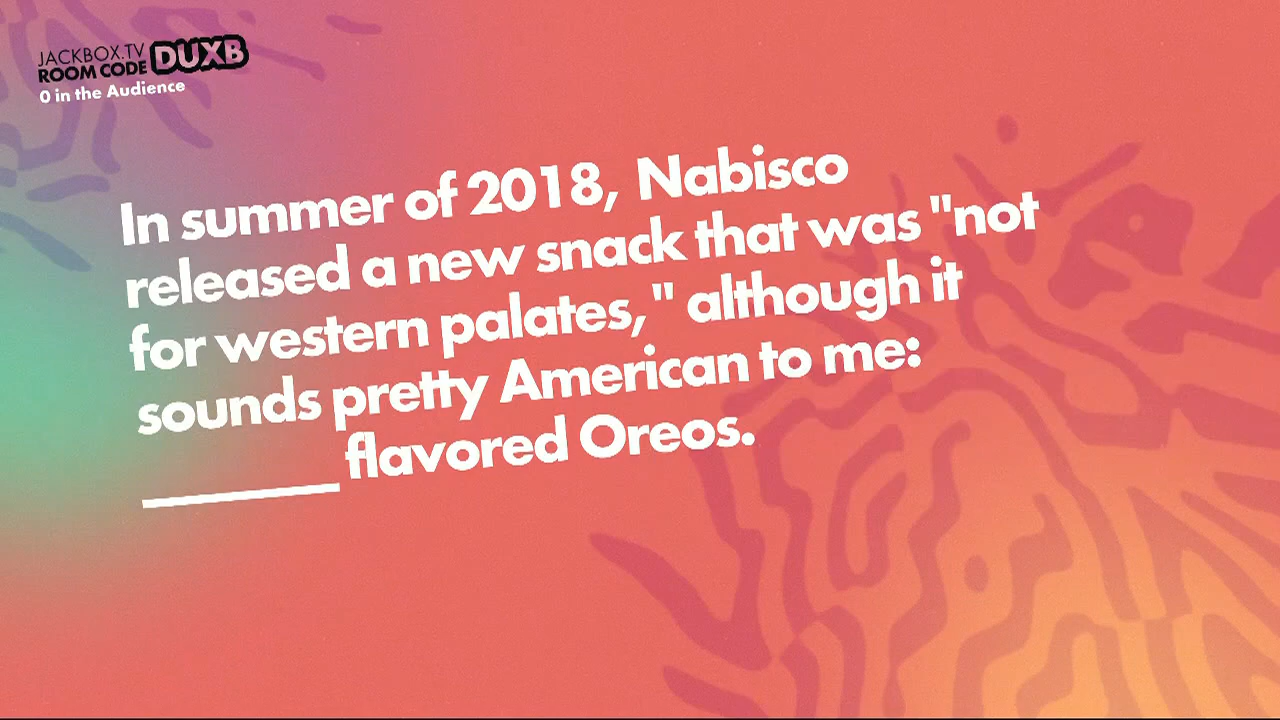 JACKBOX.TV
ROOM CODE DUXB
0 in the Audience
In summer of 2018, Nabisco
released a new snack that was "not
for western palates," although it
sounds pretty American to me:
_______ flavored Oreos.